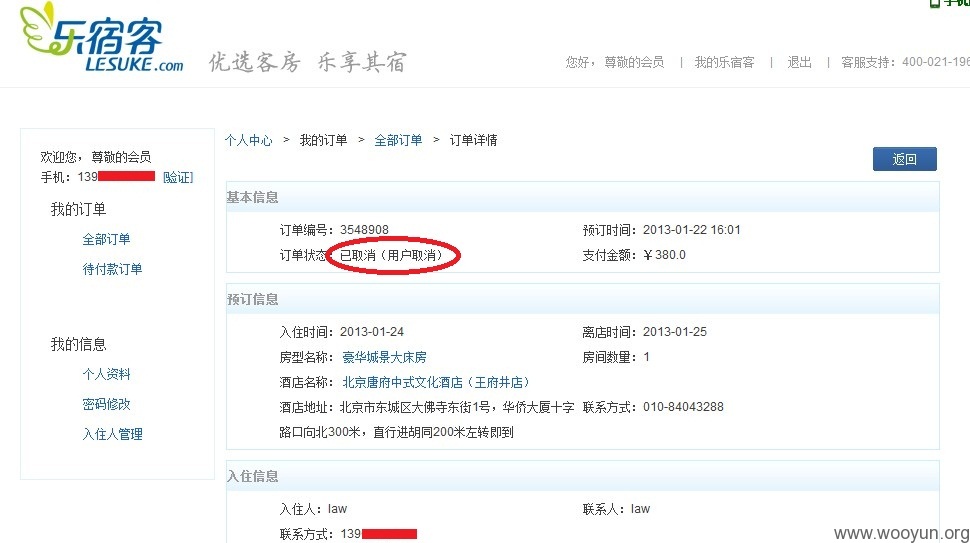 手机
乐宿客
LESUKE.com
优选客房 乐享其宿
您好，尊敬的会员 | 我的乐宿客 | 退出 | 客服支持：400-021-196
个人中心 > 我的订单 > 全部订单 > 订单详情
返回
欢迎您，尊敬的会员
手机：139 [验证]
我的订单
全部订单
待付款订单
我的信息
个人资料
密码修改
入住人管理
基本信息
订单编号：3548908 预订时间：2013-01-22 16:01
订单状态：已取消（用户取消） 支付金额：￥380.0
预订信息
入住时间：2013-01-24 离店时间：2013-01-25
房型名称：豪华城景大床房 房间数量：1
酒店名称：北京唐府中式文化酒店（王府井店）
酒店地址：北京市东城区大佛寺东街1号，华侨大厦十字 联系方式：010-84043288
路口向北300米，直行进胡同200米左转即到
入住信息
入住人：law 联系人：law
联系方式：139
www.wooyun.org